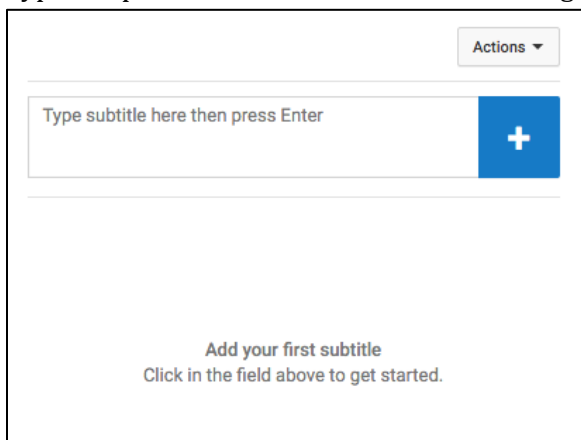 Actions
Type subtitle here then press Enter
+
Add your first subtitle
Click in the field above to get started.